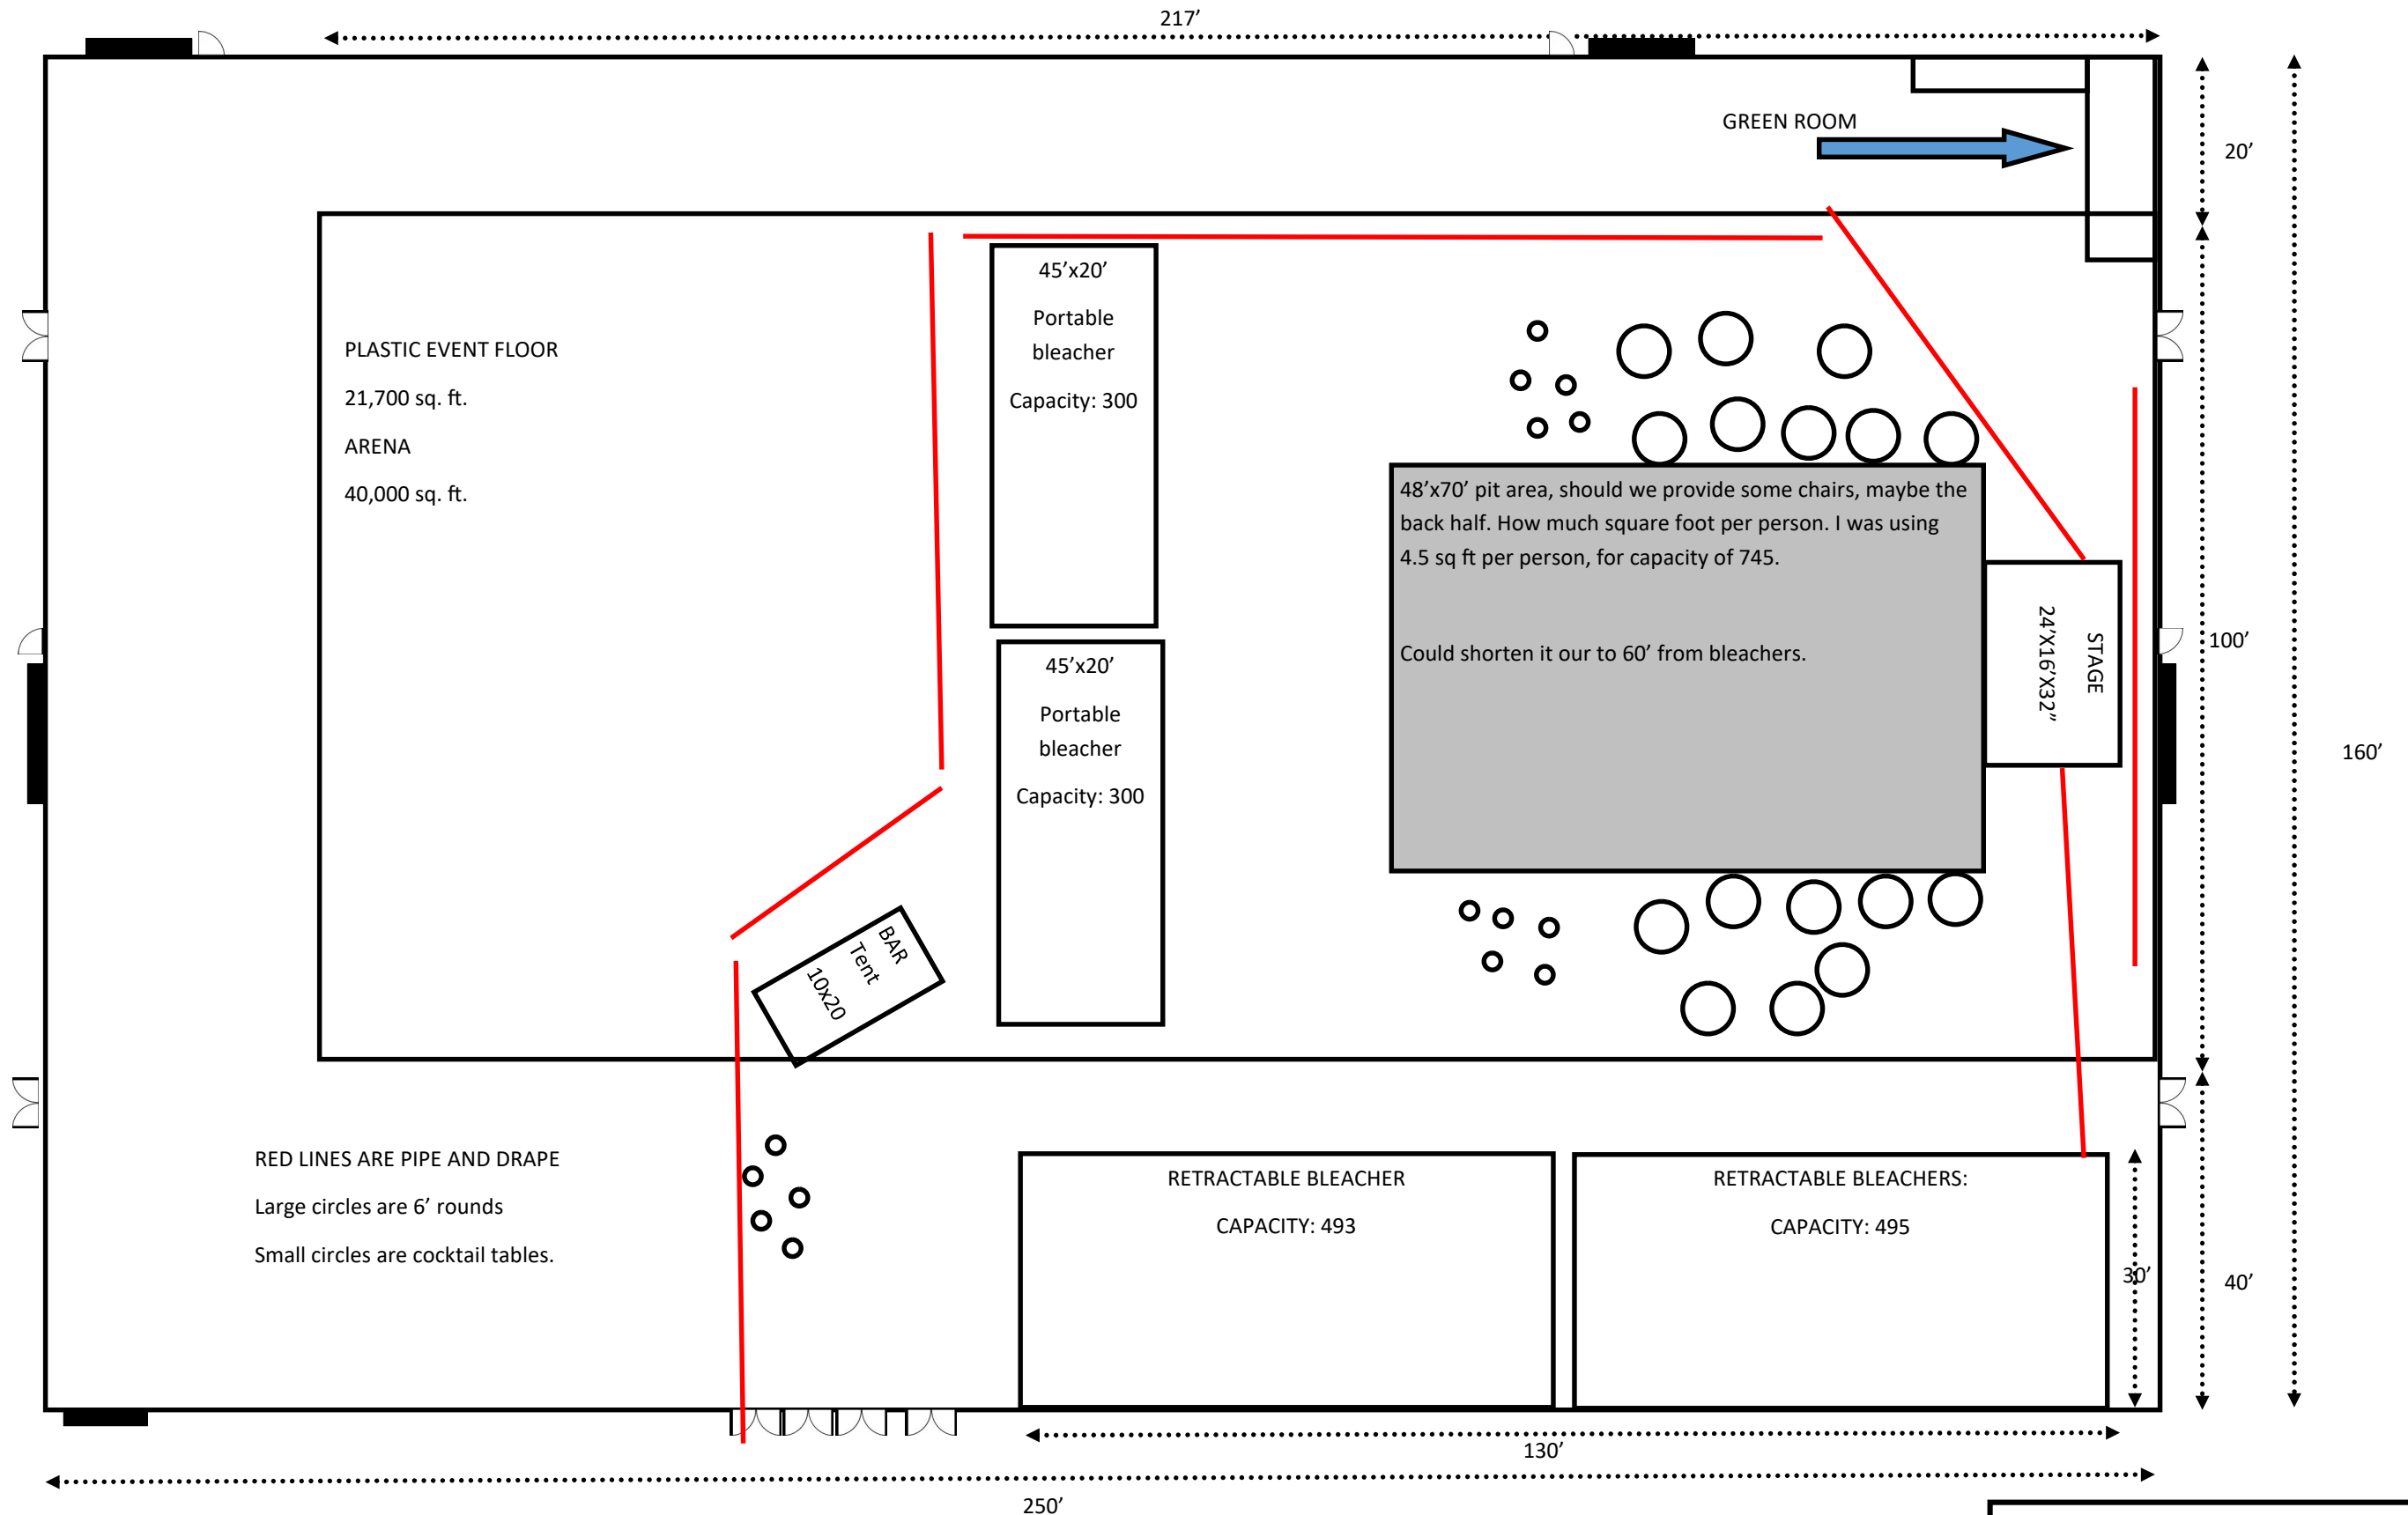 217’
GREEN ROOM
20’
45’x20’
Portable
bleacher
Capacity: 300
PLASTIC EVENT FLOOR
21,700 sq. ft.
ARENA
40,000 sq. ft.
48’x70’ pit area, should we provide some chairs, maybe the
back half. How much square foot per person. I was using
4.5 sq ft per person, for capacity of 745.
Could shorten it our to 60’ from bleachers.
STAGE
24’X16’X32”
100’
160’
45’x20’
Portable
bleacher
Capacity: 300
BAR
Tent
10x20
RED LINES ARE PIPE AND DRAPE
Large circles are 6’ rounds
Small circles are cocktail tables.
RETRACTABLE BLEACHER
CAPACITY: 493
RETRACTABLE BLEACHERS:
CAPACITY: 495
30’
40’
130’
250’